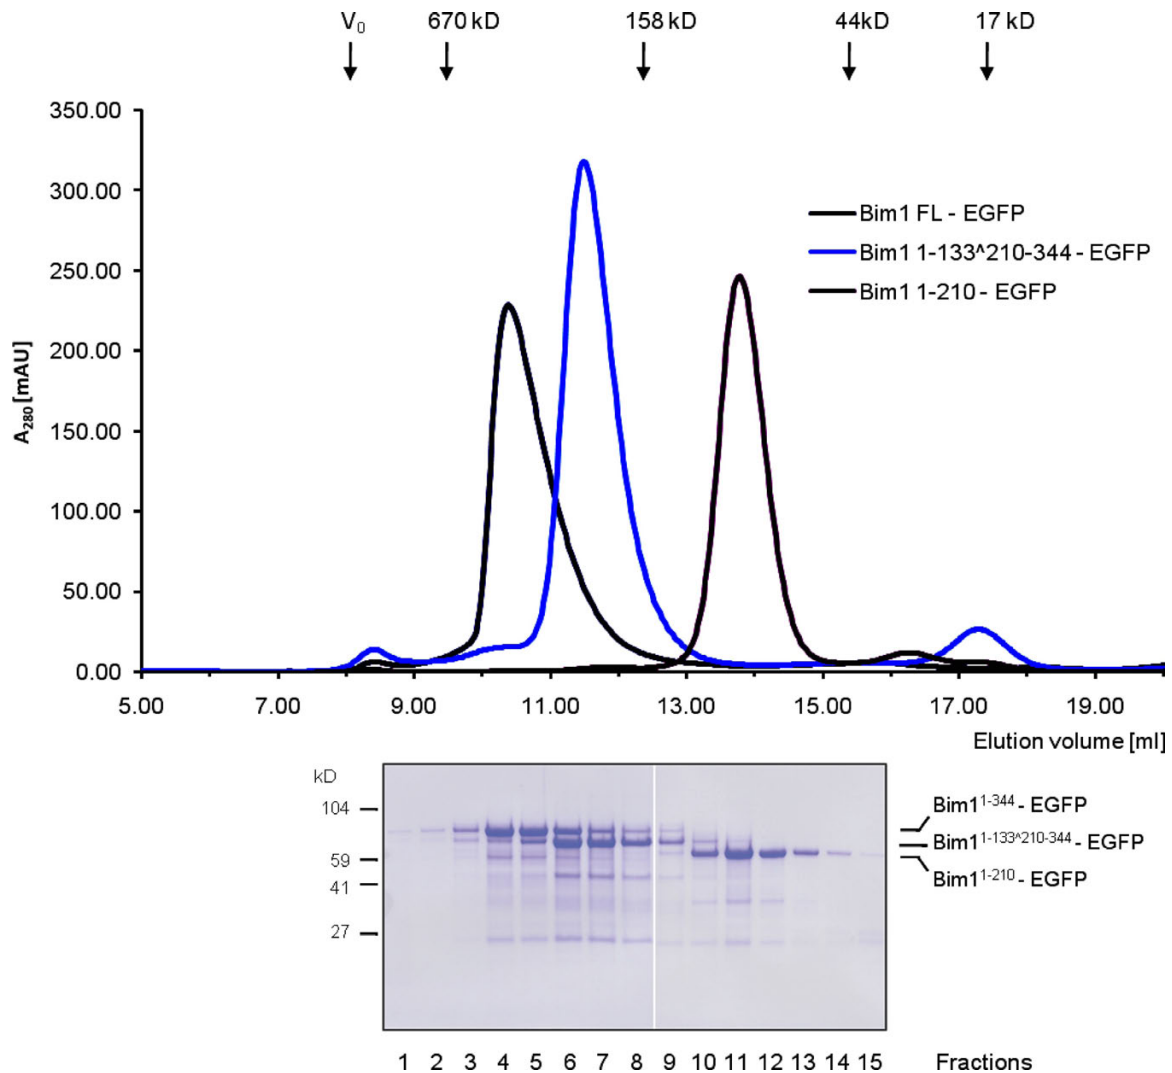 V0 670 kD 158 kD 44kD 17 kD
350.00
300.00
250.00
200.00
150.00
100.00
50.00
0.00
A280 [mAU]
Bim1 FL - EGFP
Bim1 1-133^210-344 - EGFP
Bim1 1-210 - EGFP
5.00 7.00 9.00 11.00 13.00 15.00 17.00 19.00
Elution volume [ml]
kD
104
59
41
27
Bim1 1-344 - EGFP
Bim1 1-133^210-344 - EGFP
Bim1 1-210 - EGFP
1 2 3 4 5 6 7 8 9 10 11 12 13 14 15 Fractions